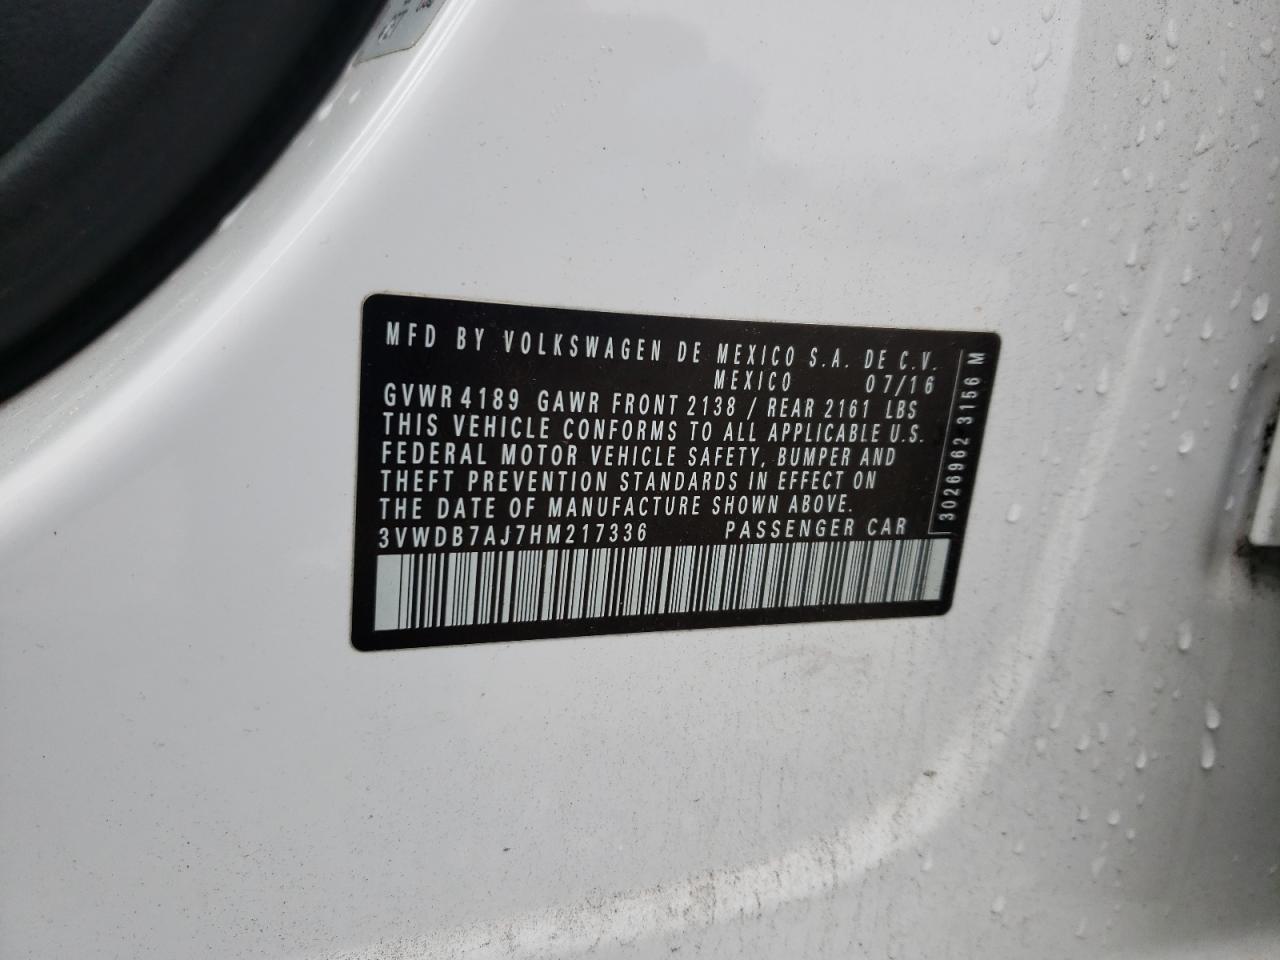 MFD BY VOLKSWAGEN DE MEXICO S.A. DE C.V.
MEXICO 07/16
GVWR 4189 GAWR FRONT 2138 / REAR 2161 LBS
THIS VEHICLE CONFORMS TO ALL APPLICABLE U.S.
FEDERAL MOTOR VEHICLE SAFETY, BUMPER AND
THEFT PREVENTION STANDARDS IN EFFECT ON
THE DATE OF MANUFACTURE SHOWN ABOVE.
3VWDB7AJ7HM217336 PASSENGER CAR
3026962 3156 M